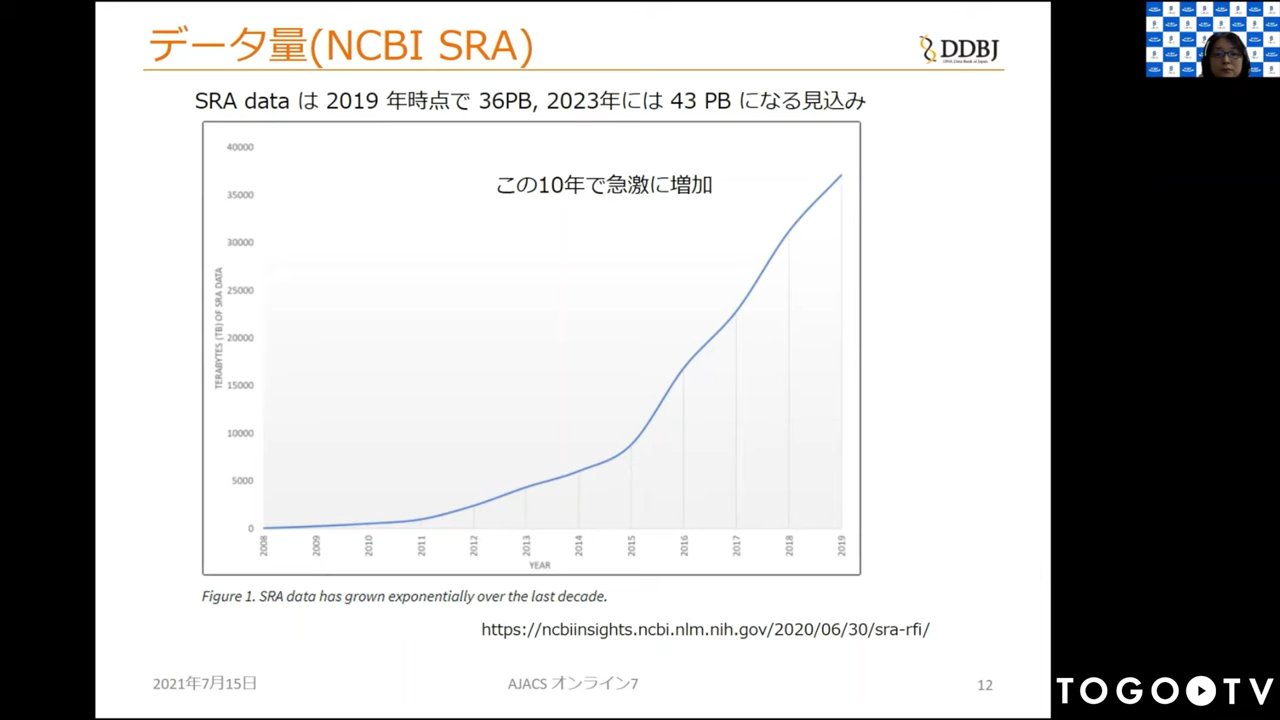 データ量(NCBI SRA)
DDBJ
DNA Data Bank of Japan
SRA data は 2019 年時点で 36PB, 2023年には 43 PB になる見込み
この10年で急激に増加
40000
35000
30000
25000
20000
15000
10000
5000
0
TERABYTES (TB) OF SRA DATA
2008 2009 2010 2011 2012 2013 2014 2015 2016 2017 2018 2019
YEAR
Figure 1. SRA data has grown exponentially over the last decade.
https://ncbiinsights.ncbi.nlm.nih.gov/2020/06/30/sra-rfi/
2021年7月15日
AJACS オンライン7
12
TOGO TV